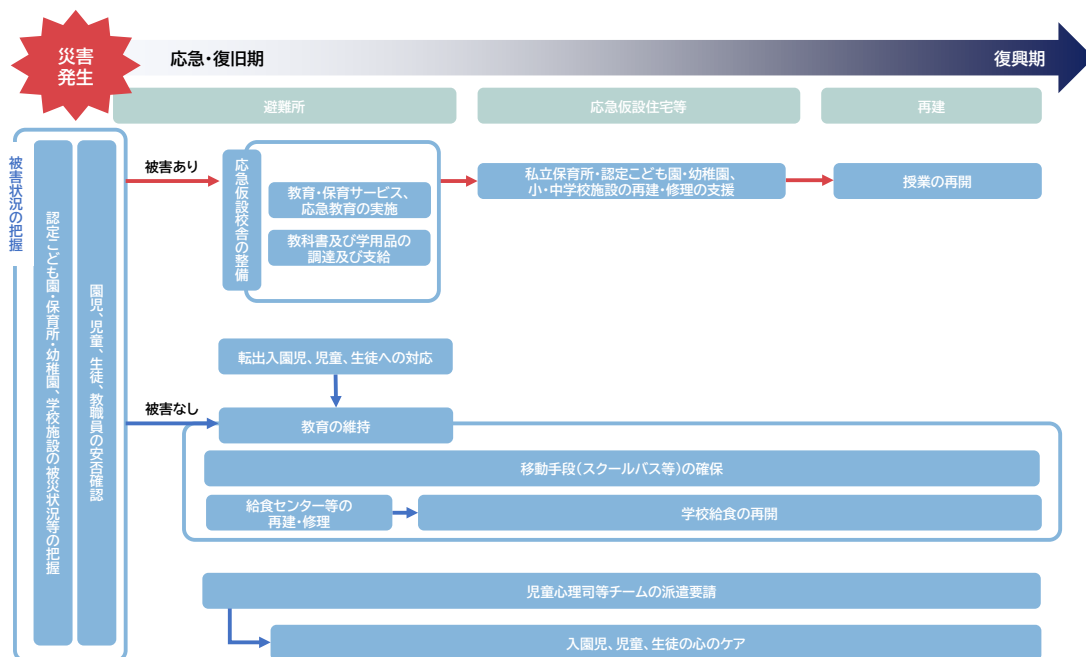 災害
発生
応急・復旧期
復興期
避難所
応急仮設住宅等
再建
被害状況の把握
認定こども園・保育所・幼稚園、学校施設の被災状況等の把握
園児、児童、生徒、教職員の安否確認
被害あり
応急仮設校舎の整備
教育・保育サービス、
応急教育の実施
教科書及び学用品の
調達及び支給
私立保育所・認定こども園・幼稚園、
小・中学校施設の再建・修理の支援
授業の再開
転出入園児、児童、生徒への対応
被害なし
教育の維持
移動手段(スクールバス等)の確保
給食センター等の
再建・修理
学校給食の再開
児童心理司等チームの派遣要請
入園児、児童、生徒の心のケア